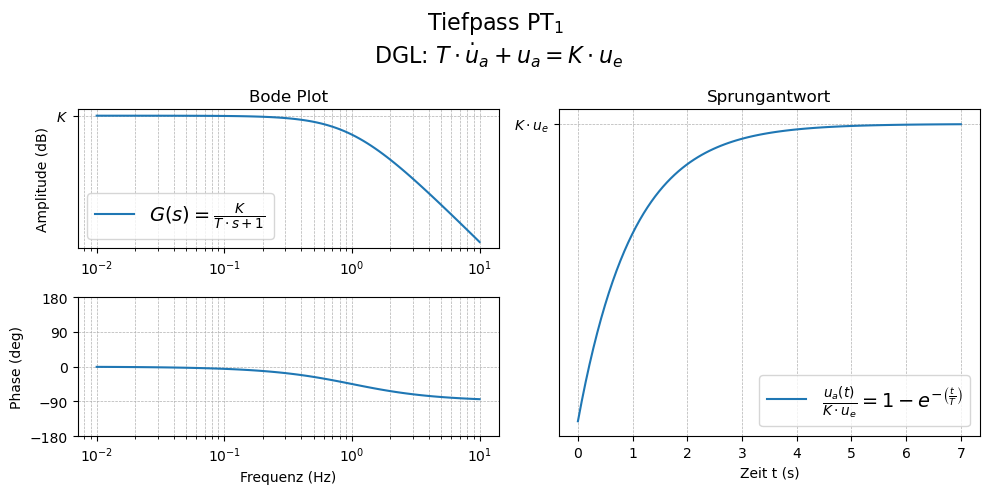 Tiefpass PT₁
DGL: T · u̇ₐ + uₐ = K · uₑ
Bode Plot
K
Amplitude (dB)
G(s) = K/(T·s+1)
10⁻² 10⁻¹ 10⁰ 10¹
180
90
0
−90
−180
Phase (deg)
10⁻² 10⁻¹ 10⁰ 10¹
Frequenz (Hz)
Sprungantwort
K · uₑ
uₐ(t)/(K·uₑ) = 1 − e^−(t/T)
0 1 2 3 4 5 6 7
Zeit t (s)